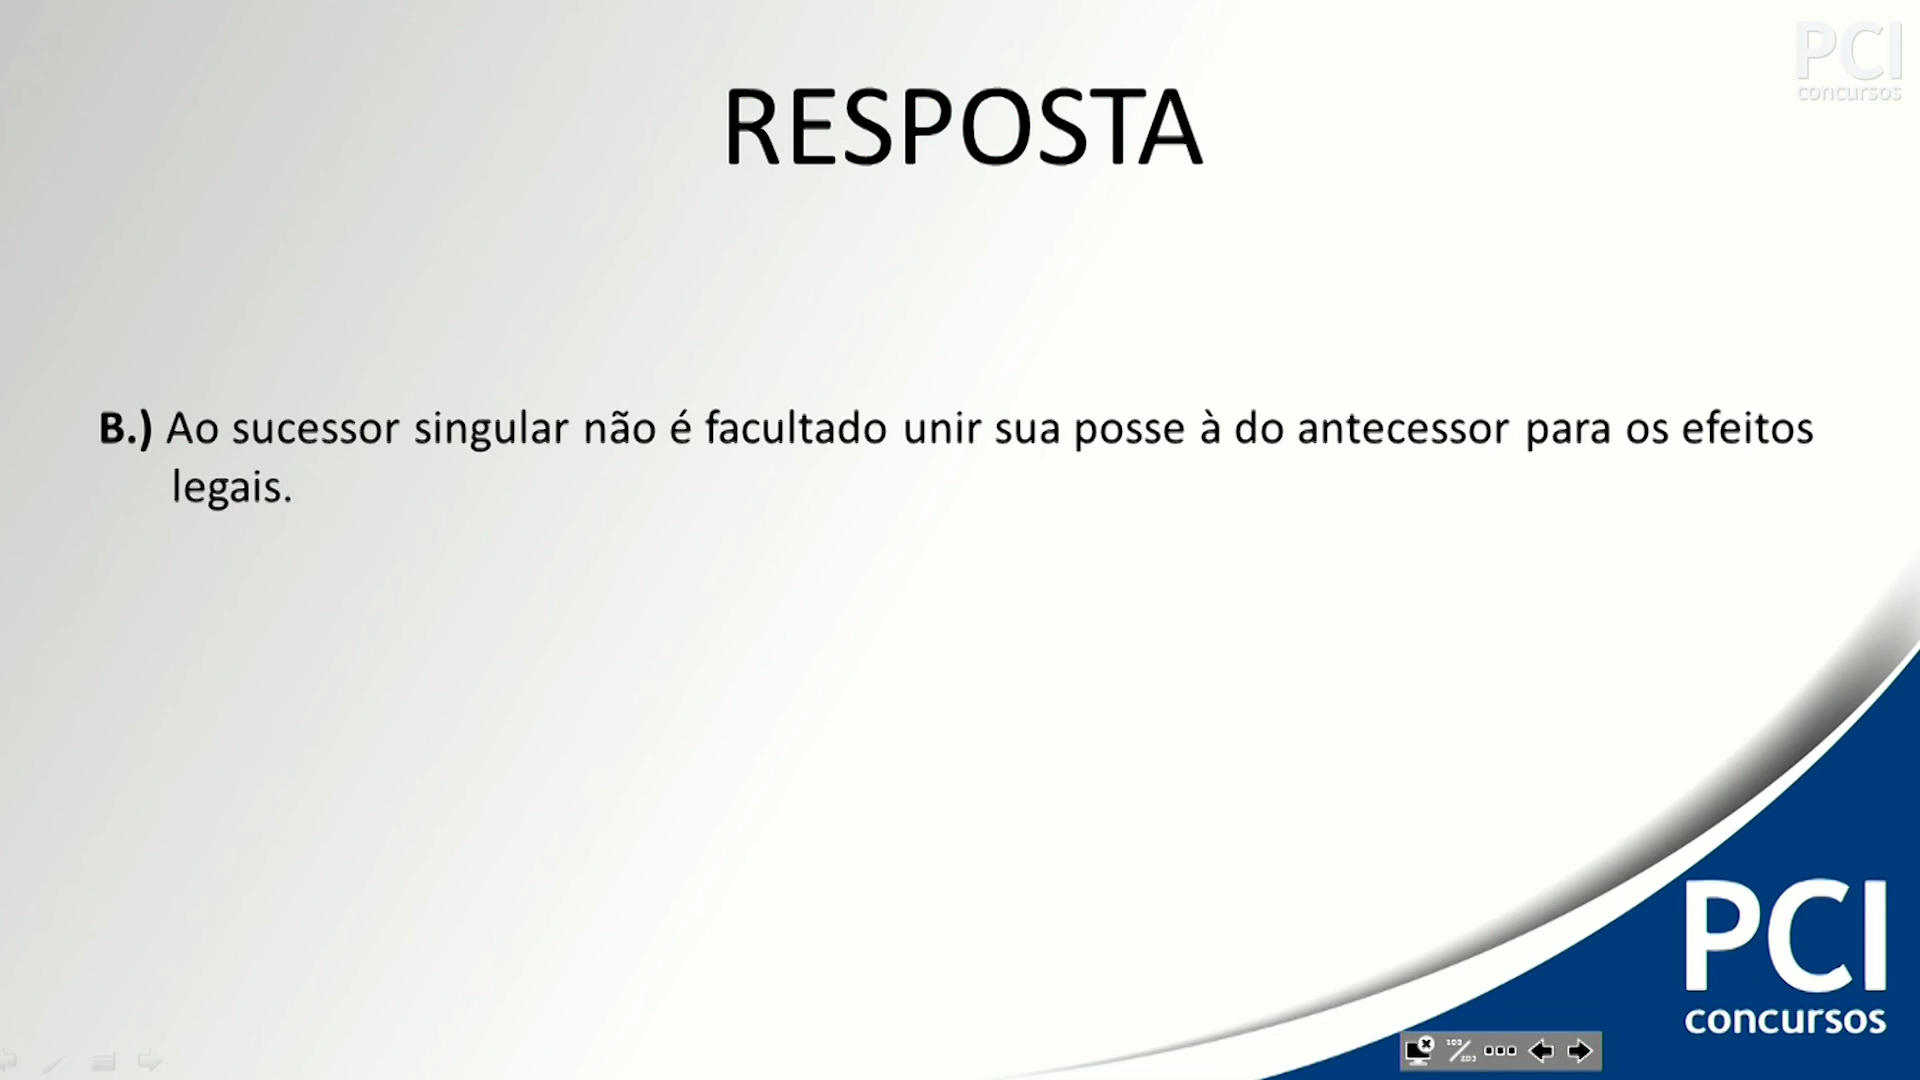 PCI
concursos
RESPOSTA
B.) Ao sucessor singular não é facultado unir sua posse à do antecessor para os efeitos
legais.
PCI
concursos